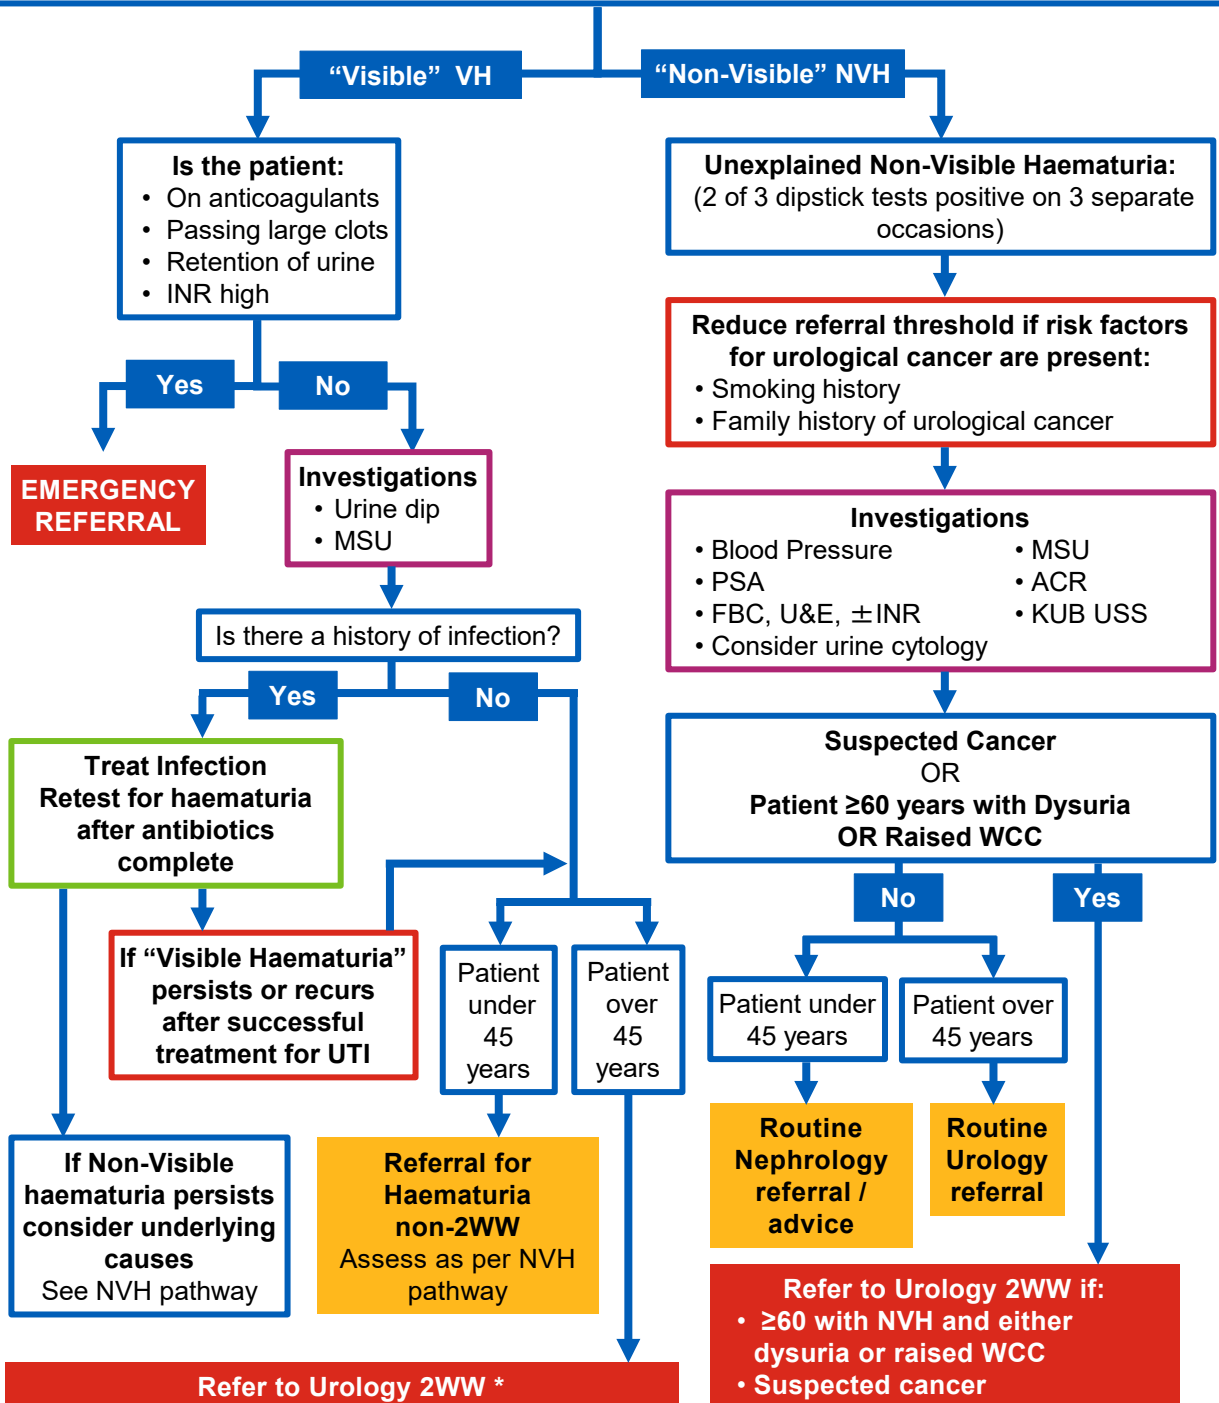 “Visible”  VH
“Non-Visible” NVH
Is the patient:
• On anticoagulants
• Passing large clots
• Retention of urine
• INR high
Yes
No
EMERGENCY
REFERRAL
Investigations
• Urine dip
• MSU
Is there a history of infection?
Yes
No
Treat Infection
Retest for haematuria
after antibiotics
complete
If “Visible Haematuria”
persists or recurs
after successful
treatment for UTI
Patient
under
45
years
Patient
over
45
years
If Non-Visible
haematuria persists
consider underlying
causes
See NVH pathway
Referral for
Haematuria
non-2WW
Assess as per NVH
pathway
Refer to Urology 2WW *
Unexplained Non-Visible Haematuria:
(2 of 3 dipstick tests positive on 3 separate
occasions)
Reduce referral threshold if risk factors
for urological cancer are present:
• Smoking history
• Family history of urological cancer
Investigations
• Blood Pressure
• PSA
• FBC, U&E, ±INR
• Consider urine cytology
• MSU
• ACR
• KUB USS
Suspected Cancer
OR
Patient ≥60 years with Dysuria
OR Raised WCC
No
Yes
Patient under
45 years
Patient over
45 years
Routine
Nephrology
referral /
advice
Routine
Urology
referral
Refer to Urology 2WW if:
• ≥60 with NVH and either
dysuria or raised WCC
• Suspected cancer